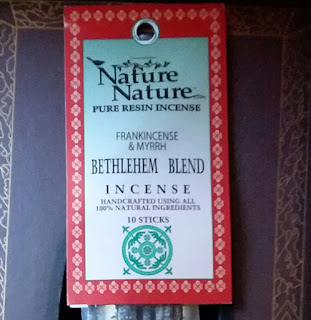 Nature
Nature
PURE RESIN INCENSE
FRANKINCENSE
& MYRRH
BETHLEHEM BLEND
INCENSE
HANDCRAFTED USING ALL
100% NATURAL INGREDIENTS
10 STICKS